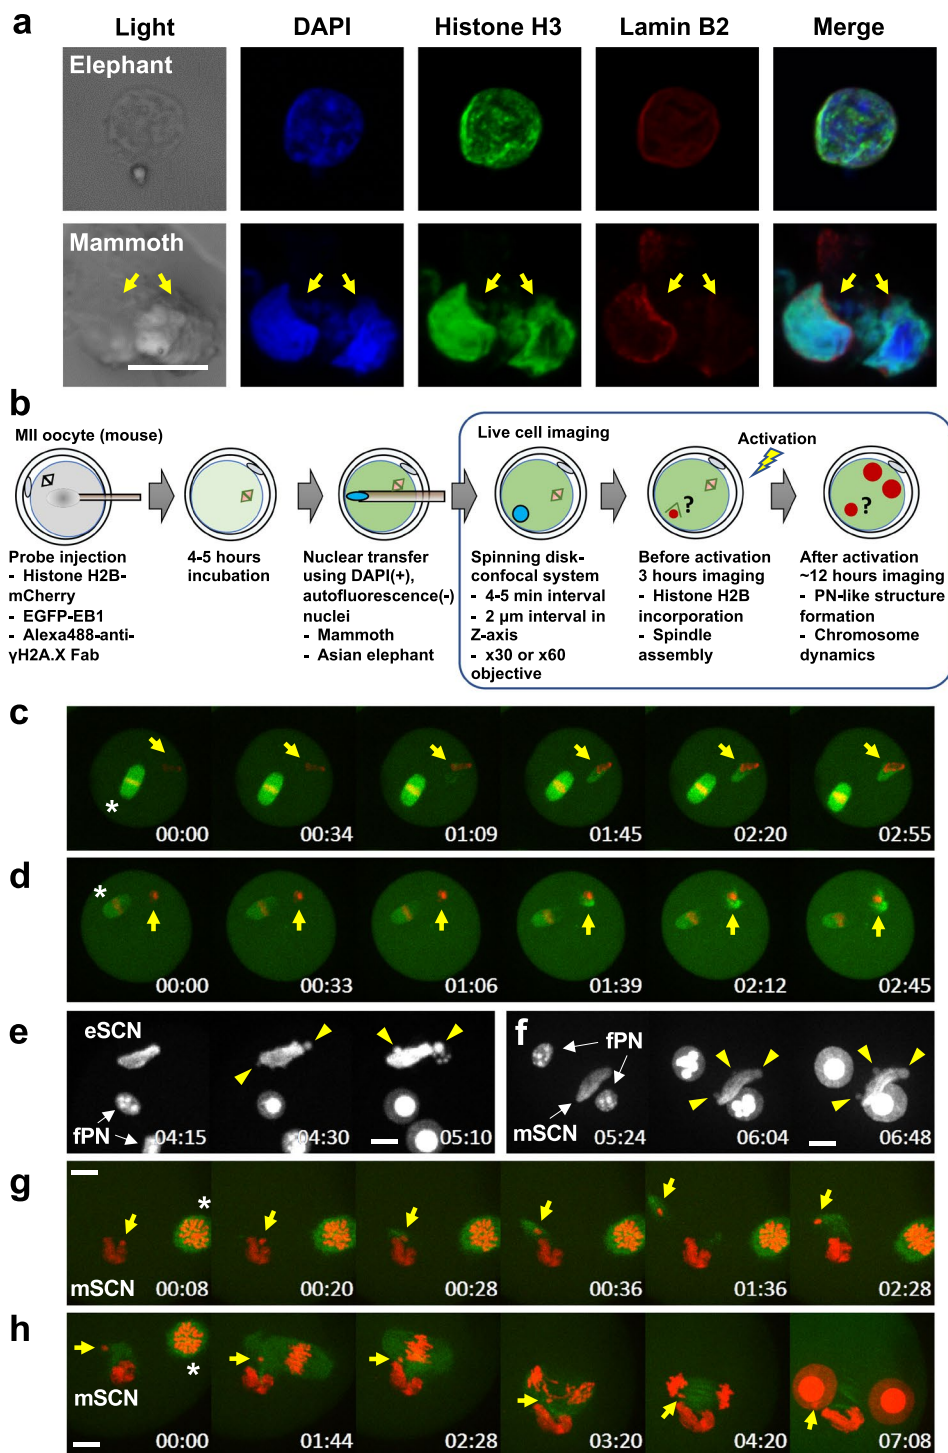 a
Light DAPI Histone H3 Lamin B2 Merge
Elephant
Mammoth
b
MII oocyte (mouse)
Live cell imaging
Activation
?
?
Probe injection
- Histone H2B-
mCherry
- EGFP-EB1
- Alexa488-anti-
γH2A.X Fab
4-5 hours
incubation
Nuclear transfer
using DAPI(+),
autofluorescence(-)
nuclei
- Mammoth
- Asian elephant
Spinning disk-
confocal system
- 4-5 min interval
- 2 μm interval in
Z-axis
- x30 or x60
objective
Before activation
3 hours imaging
- Histone H2B
incorporation
- Spindle
assembly
After activation
~12 hours imaging
- PN-like structure
formation
- Chromosome
dynamics
c
*
00:00 00:34 01:09 01:45 02:20 02:55
d
*
00:00 00:33 01:06 01:39 02:12 02:45
e
eSCN
fPN
04:15 04:30 05:10
f
fPN
mSCN
05:24 06:04 06:48
g
*
mSCN
00:08 00:20 00:28 00:36 01:36 02:28
h
*
mSCN
00:00 01:44 02:28 03:20 04:20 07:08